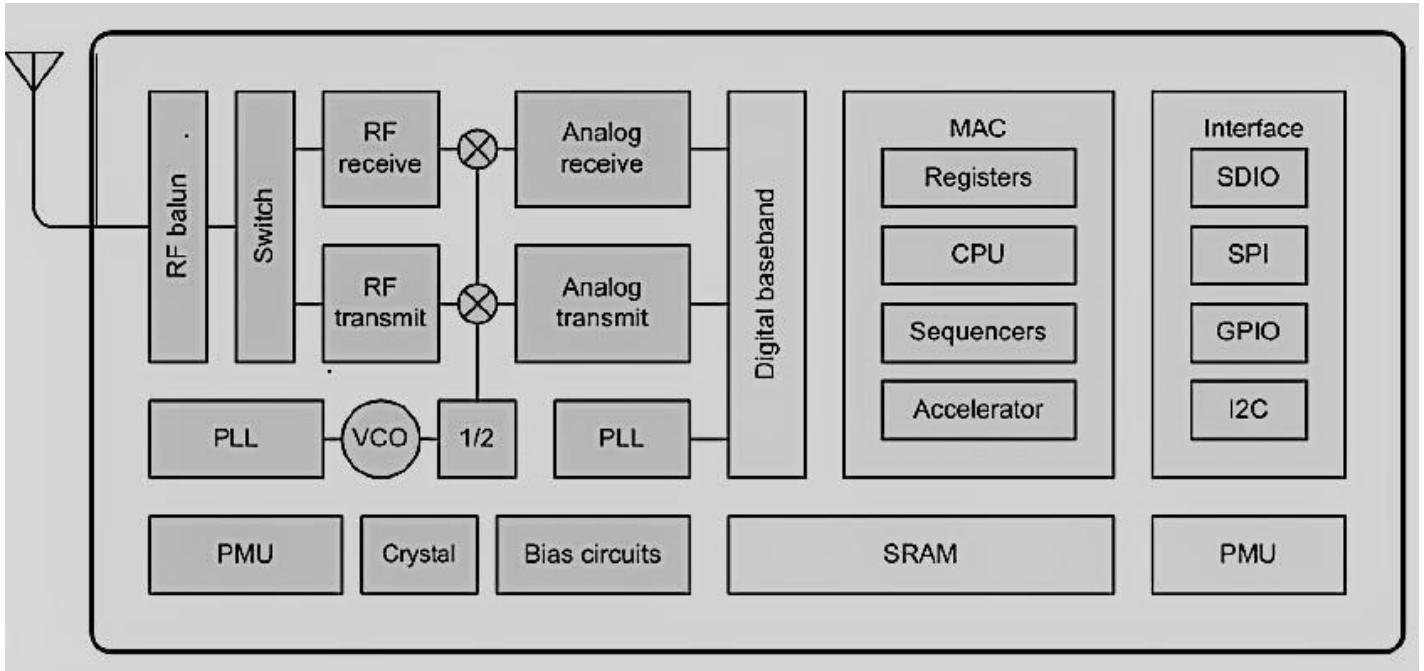 RF balun
Switch
RF
receive
Analog
receive
RF
transmit
Analog
transmit
Digital baseband
PLL
VCO
1/2
PLL
MAC
Registers
CPU
Sequencers
Accelerator
Interface
SDIO
SPI
GPIO
I2C
PMU
Crystal
Bias circuits
SRAM
PMU